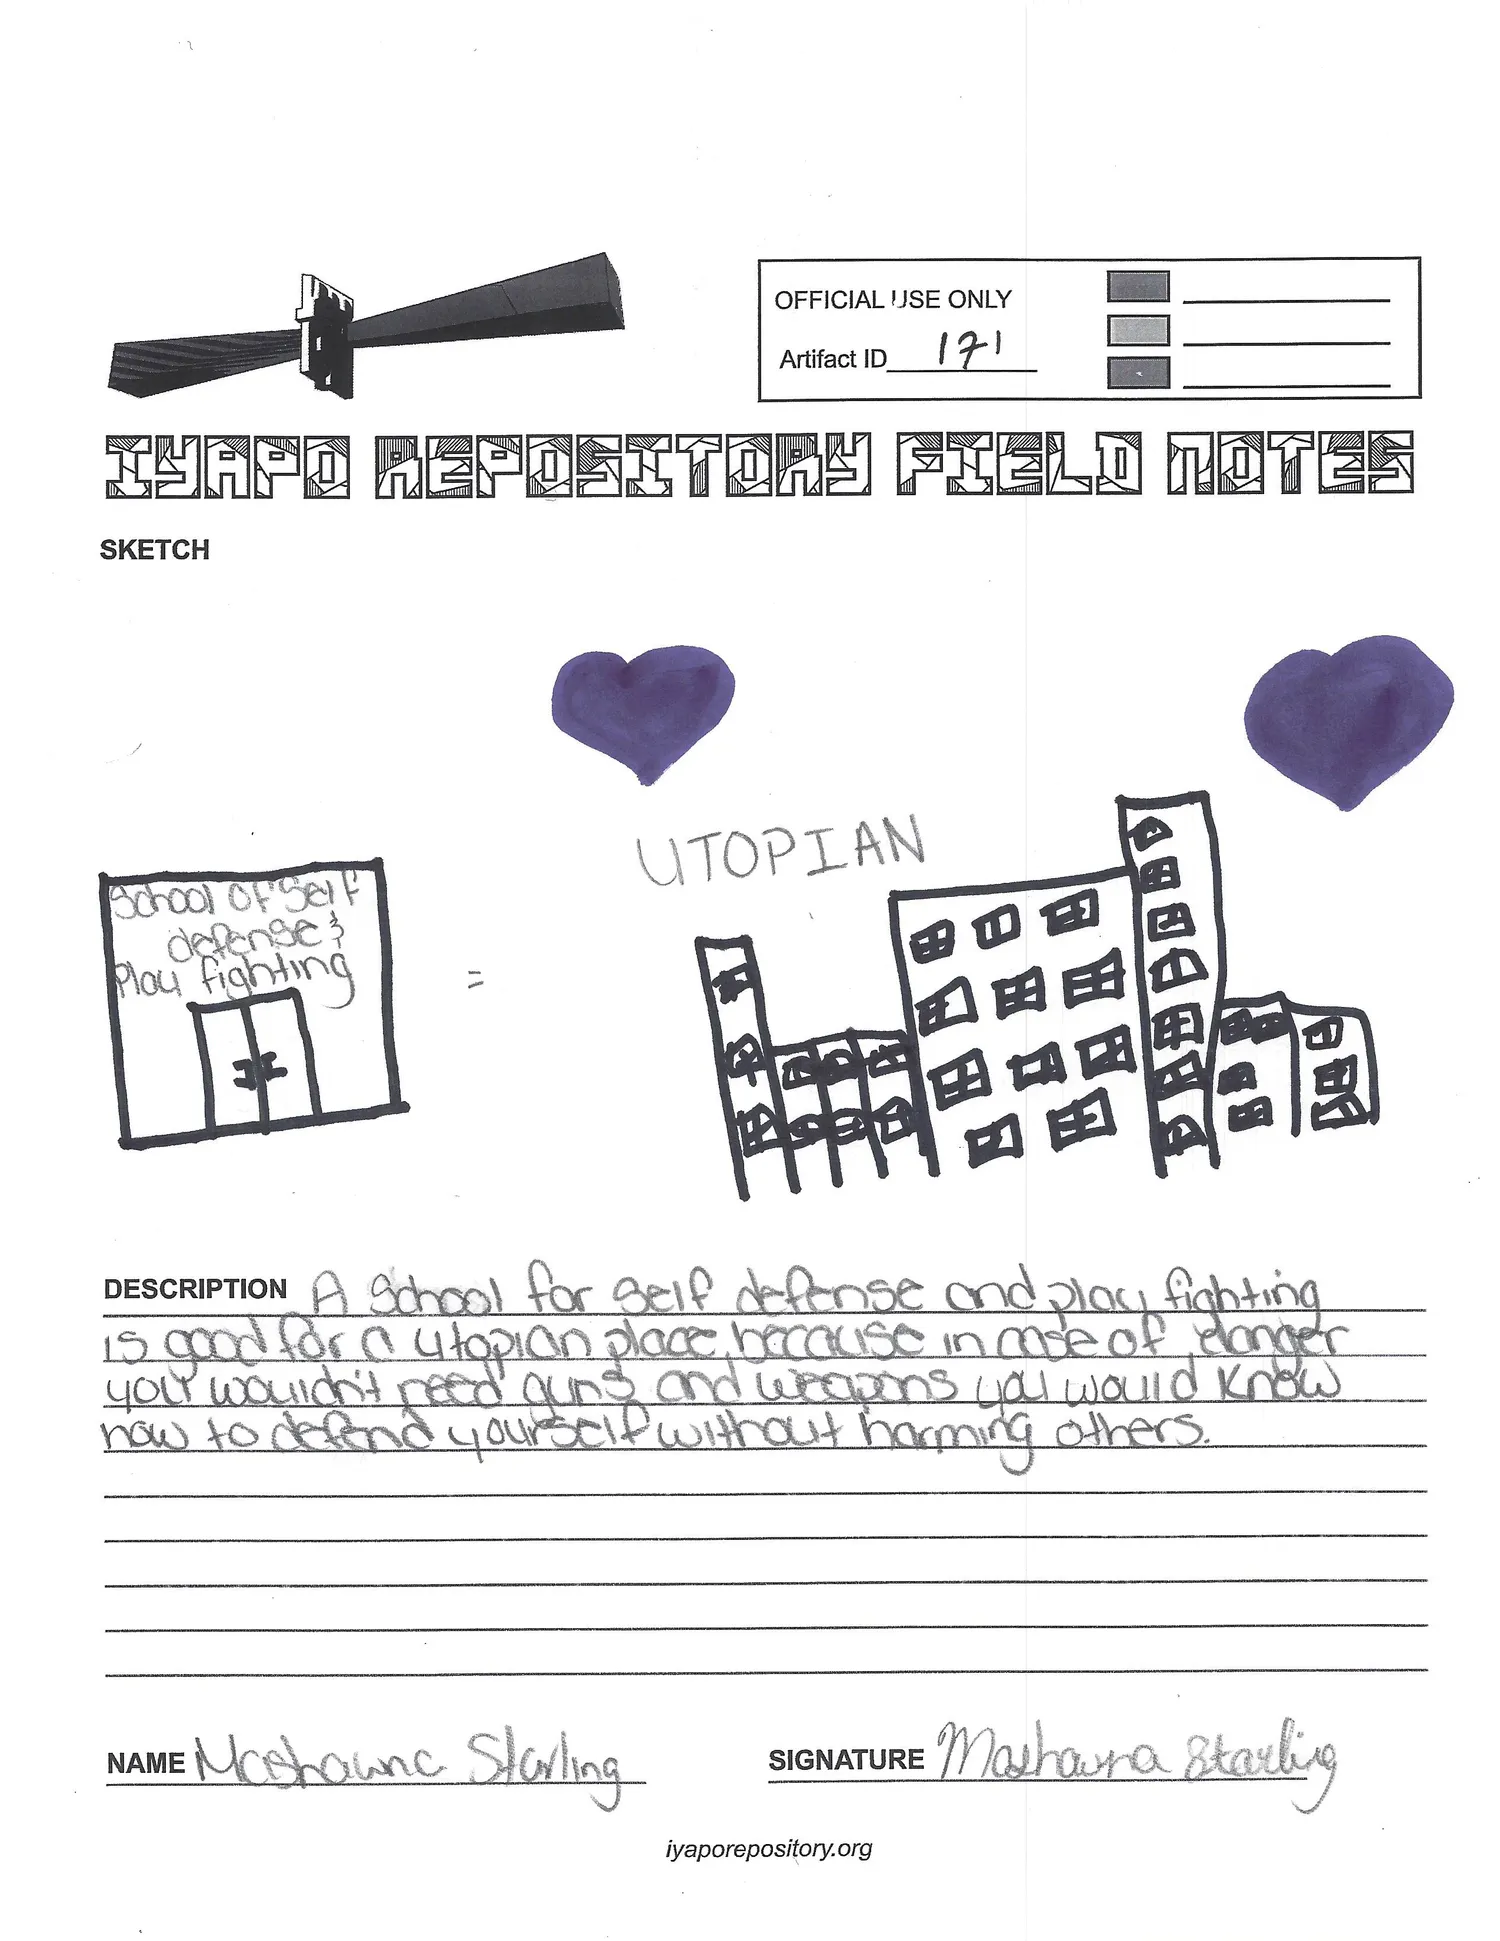 OFFICIAL USE ONLY
Artifact ID 171
IYAPO REPOSITORY FIELD NOTES
SKETCH
UTOPIAN
School of Self
defense &
Play fighting
=
DESCRIPTION A School for Self defense and play fighting
is good for a utopian place, because in case of danger
you wouldn't need guns and weapons you would know
how to defend yourself without harming others.
NAME Mashawna Starling
SIGNATURE Mashawna Starling
iyaporepository.org